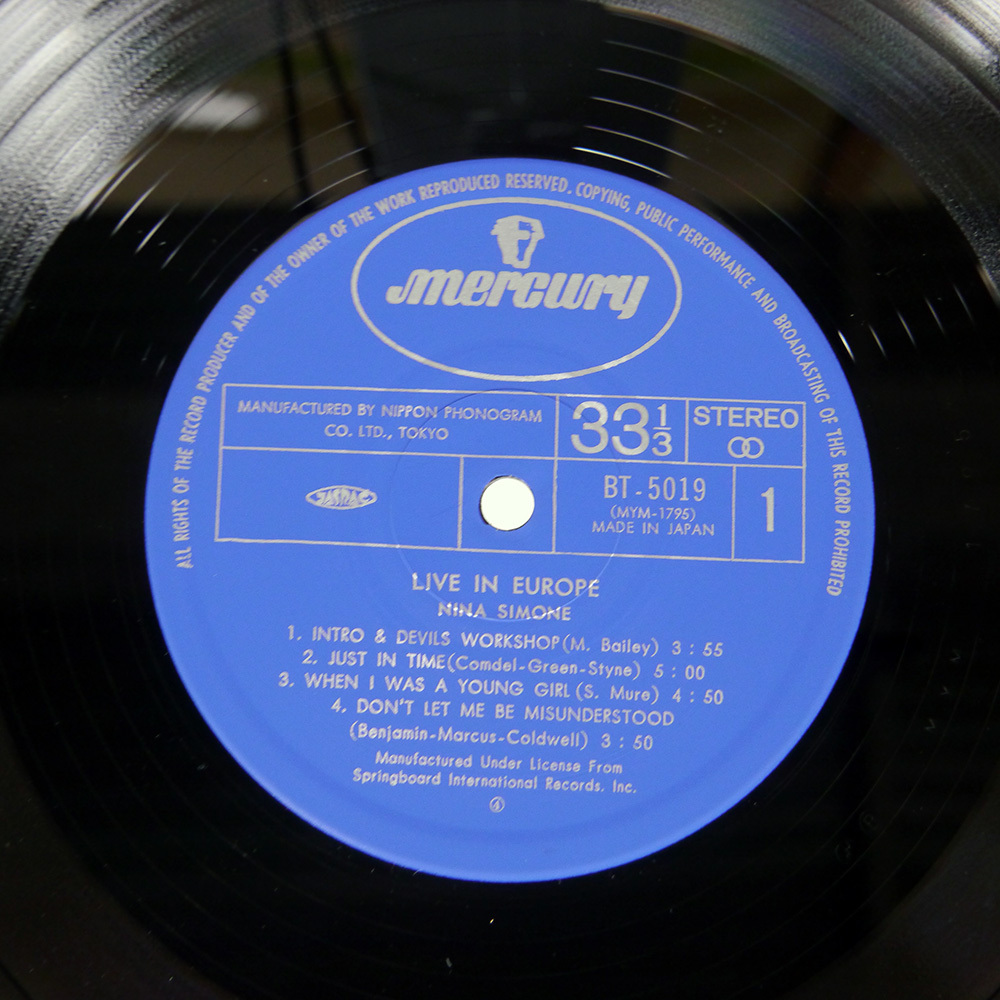 ALL RIGHTS OF THE RECORD PRODUCER AND OF THE OWNER OF THE WORK REPRODUCED RESERVED. COPYING, PUBLIC PERFORMANCE AND BROADCASTING OF THIS RECORD PROHIBITED
mercury
MANUFACTURED BY NIPPON PHONOGRAM
CO. LTD., TOKYO
33 1/3
STEREO
JASRAC
BT-5019
(MYM-1795)
MADE IN JAPAN
1
LIVE IN EUROPE
NINA SIMONE
1. INTRO & DEVILS WORKSHOP (M. Bailey) 3 : 55
2. JUST IN TIME (Comdel-Green-Styne) 5 : 00
3. WHEN I WAS A YOUNG GIRL (S. Mure) 4 : 50
4. DON'T LET ME BE MISUNDERSTOOD
(Benjamin-Marcus-Coldwell) 3 : 50
Manufactured Under License From
Springboard International Records, Inc.